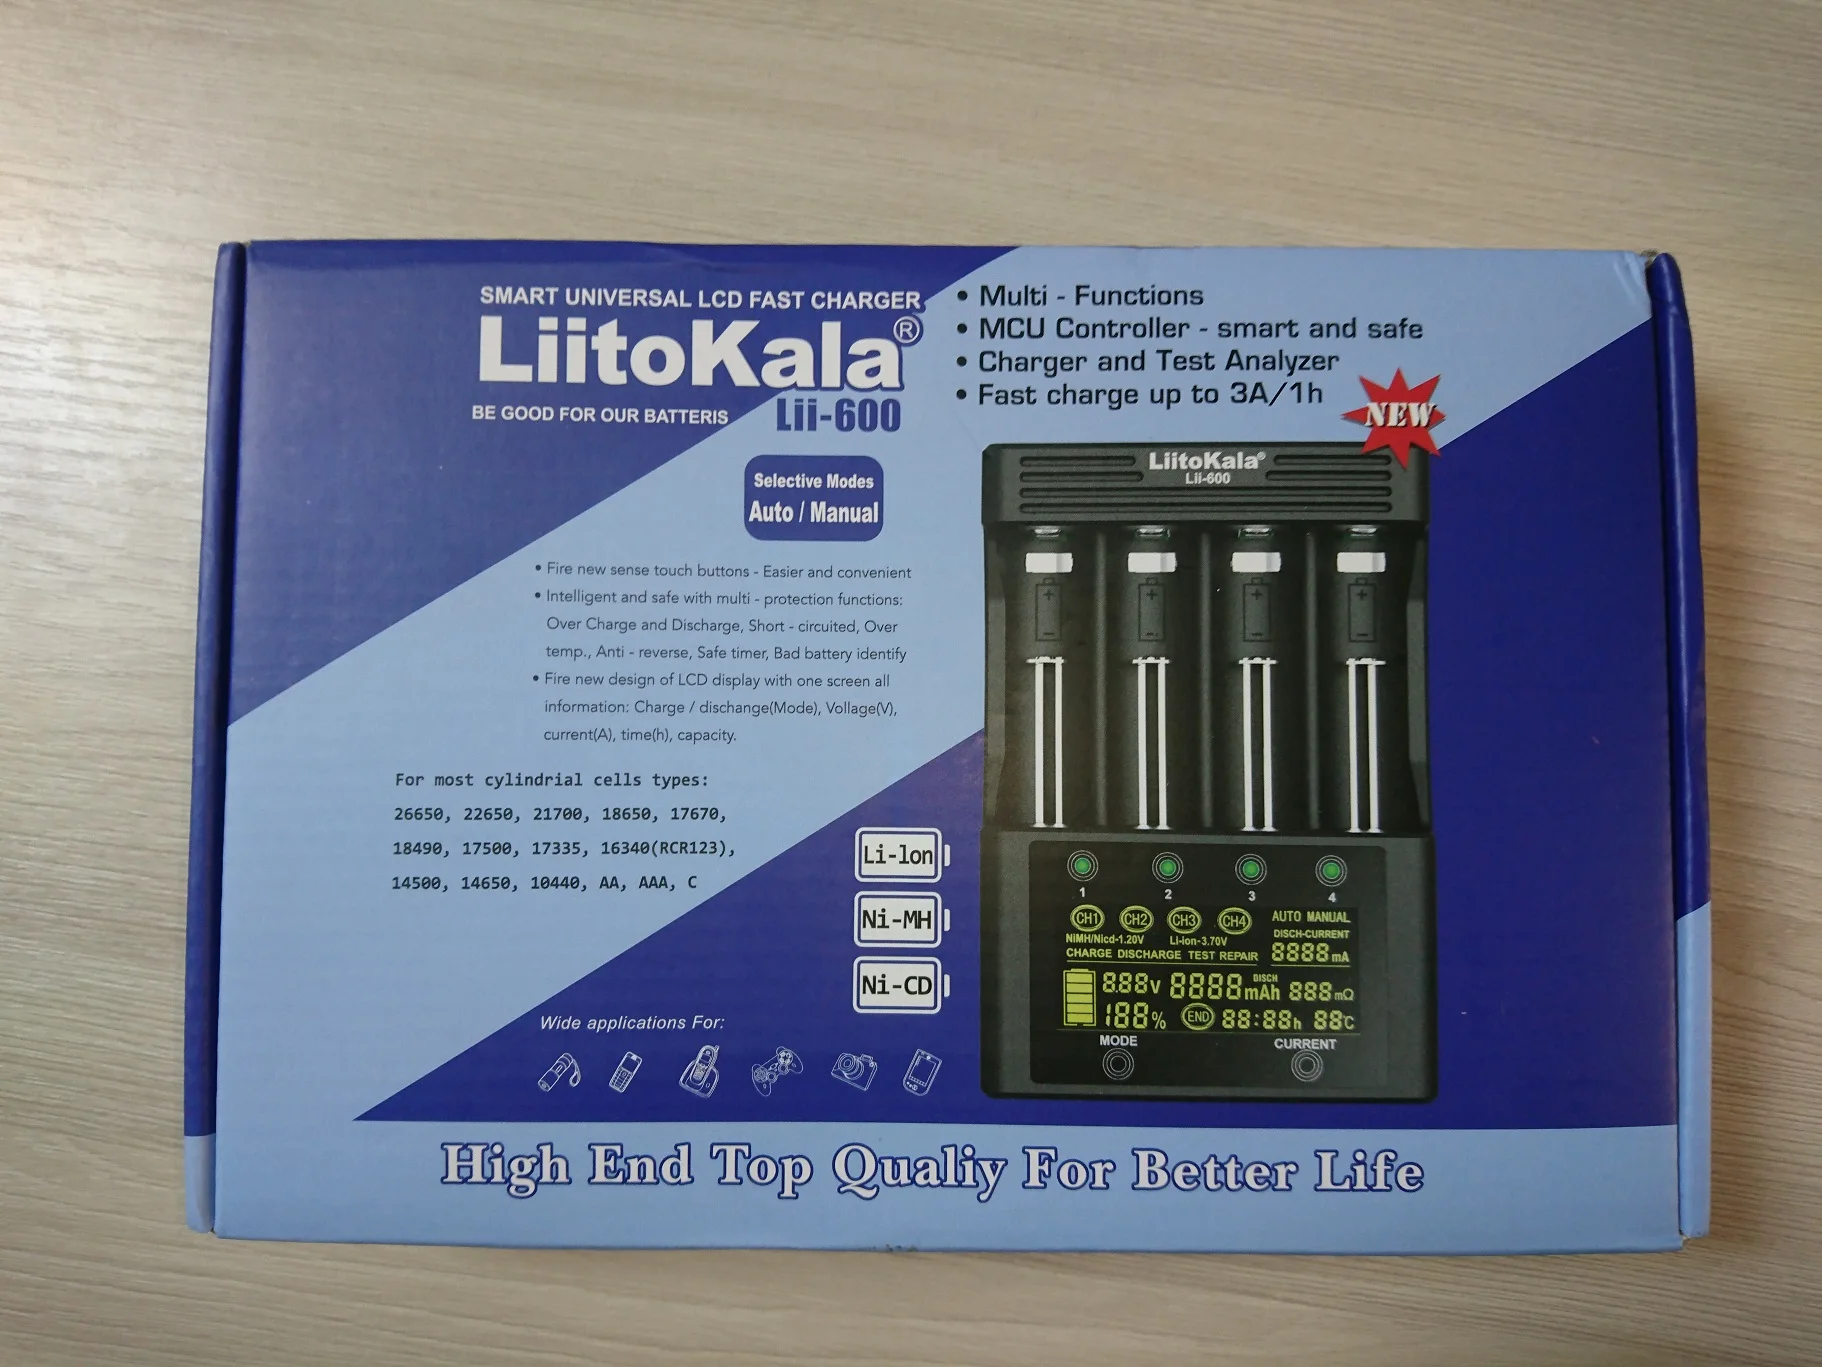 SMART UNIVERSAL LCD FAST CHARGER
LiitoKala®
BE GOOD FOR OUR BATTERIS
Lii-600
• Multi - Functions
• MCU Controller - smart and safe
• Charger and Test Analyzer
• Fast charge up to 3A/1h
NEW
Selective Modes
Auto / Manual
• Fire new sense touch buttons - Easier and convenient
• Intelligent and safe with multi - protection functions:
Over Charge and Discharge, Short - circuited, Over
temp., Anti - reverse, Safe timer, Bad battery identify
• Fire new design of LCD display with one screen all
information: Charge / dischange(Mode), Vollage(V),
current(A), time(h), capacity.
For most cylindrial cells types:
26650, 22650, 21700, 18650, 17670,
18490, 17500, 17335, 16340(RCR123),
14500, 14650, 10440, AA, AAA, C
Li-lon
Ni-MH
Ni-CD
Wide applications For:
LiitoKala®
Lii-600
1 2 3 4
CH1 CH2 CH3 CH4 AUTO MANUAL
NiMH/Nicd-1.20V Li-lon-3.70V DISCH-CURRENT
CHARGE DISCHARGE TEST REPAIR 8888mA
8.88V 8888mAh DISCH 888mΩ
188% END 88:88h 88C
MODE CURRENT
High End Top Qualiy For Better Life